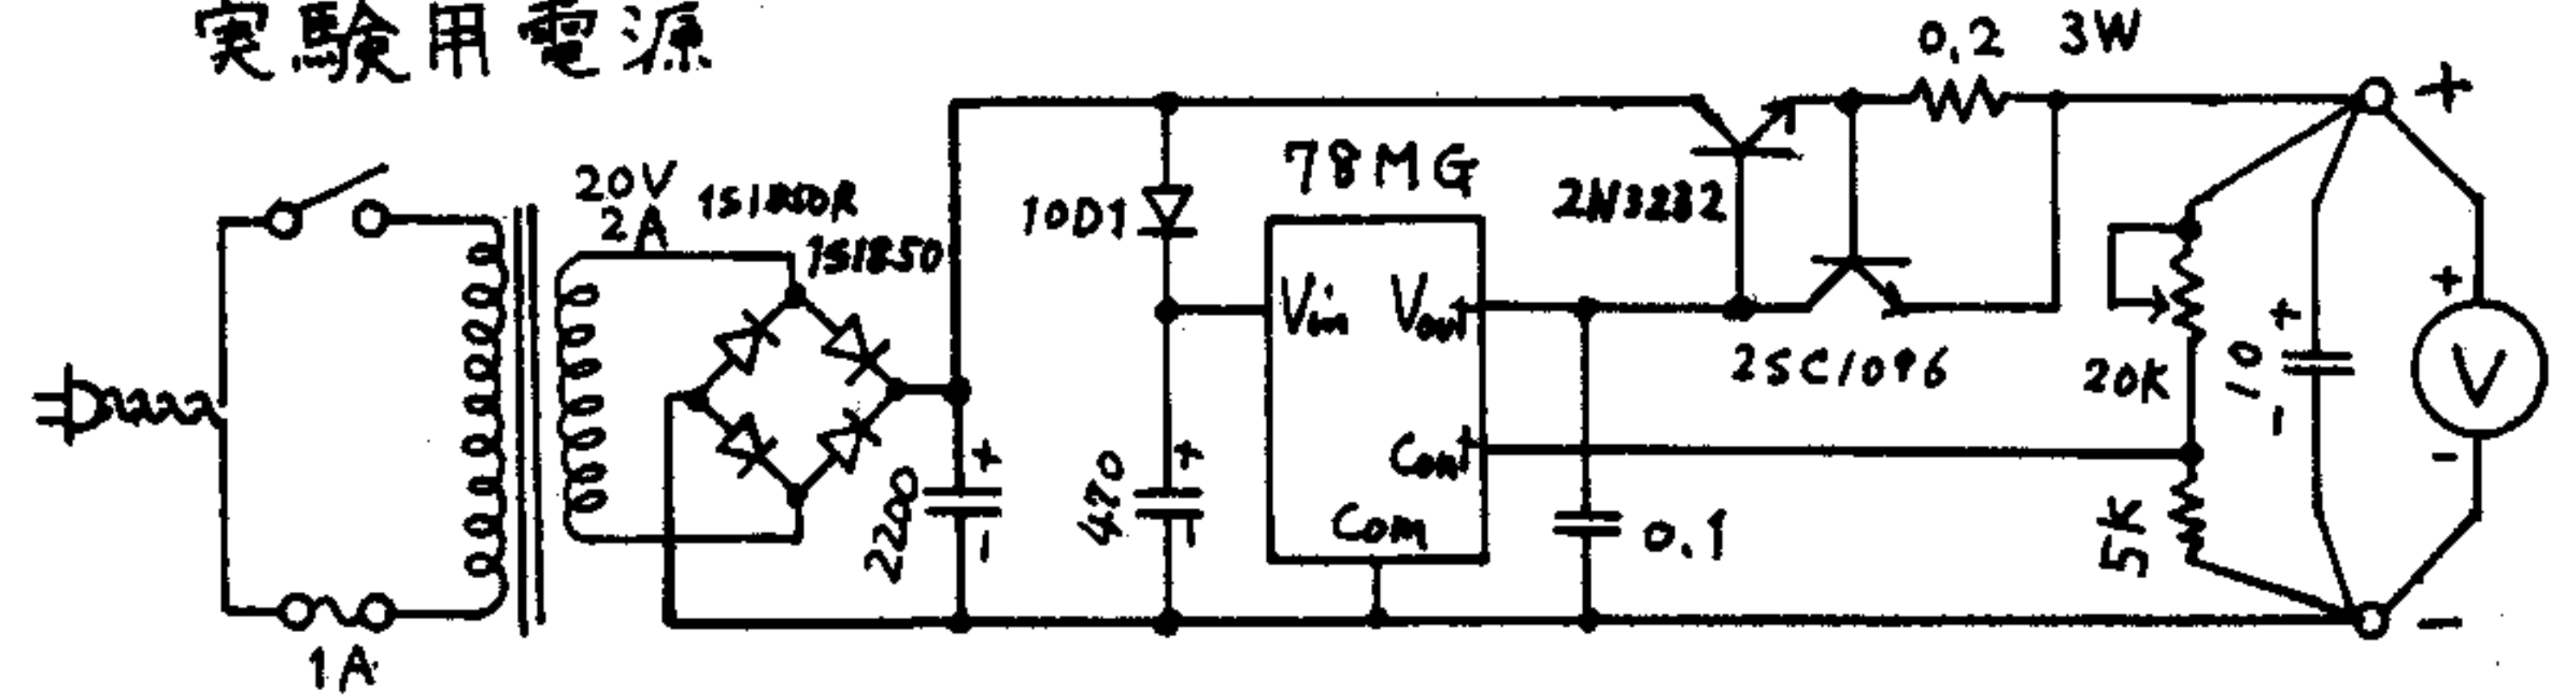 実験用電源
0.2 3W
20V
2A
1S1850R
1S1850
10D1
78MG
Vin
Vout
Cont
Com
2SC1096
20K
5K
10
+
-
V
+
-
+
-
2200
+
-
470
+
-
0.1
1A